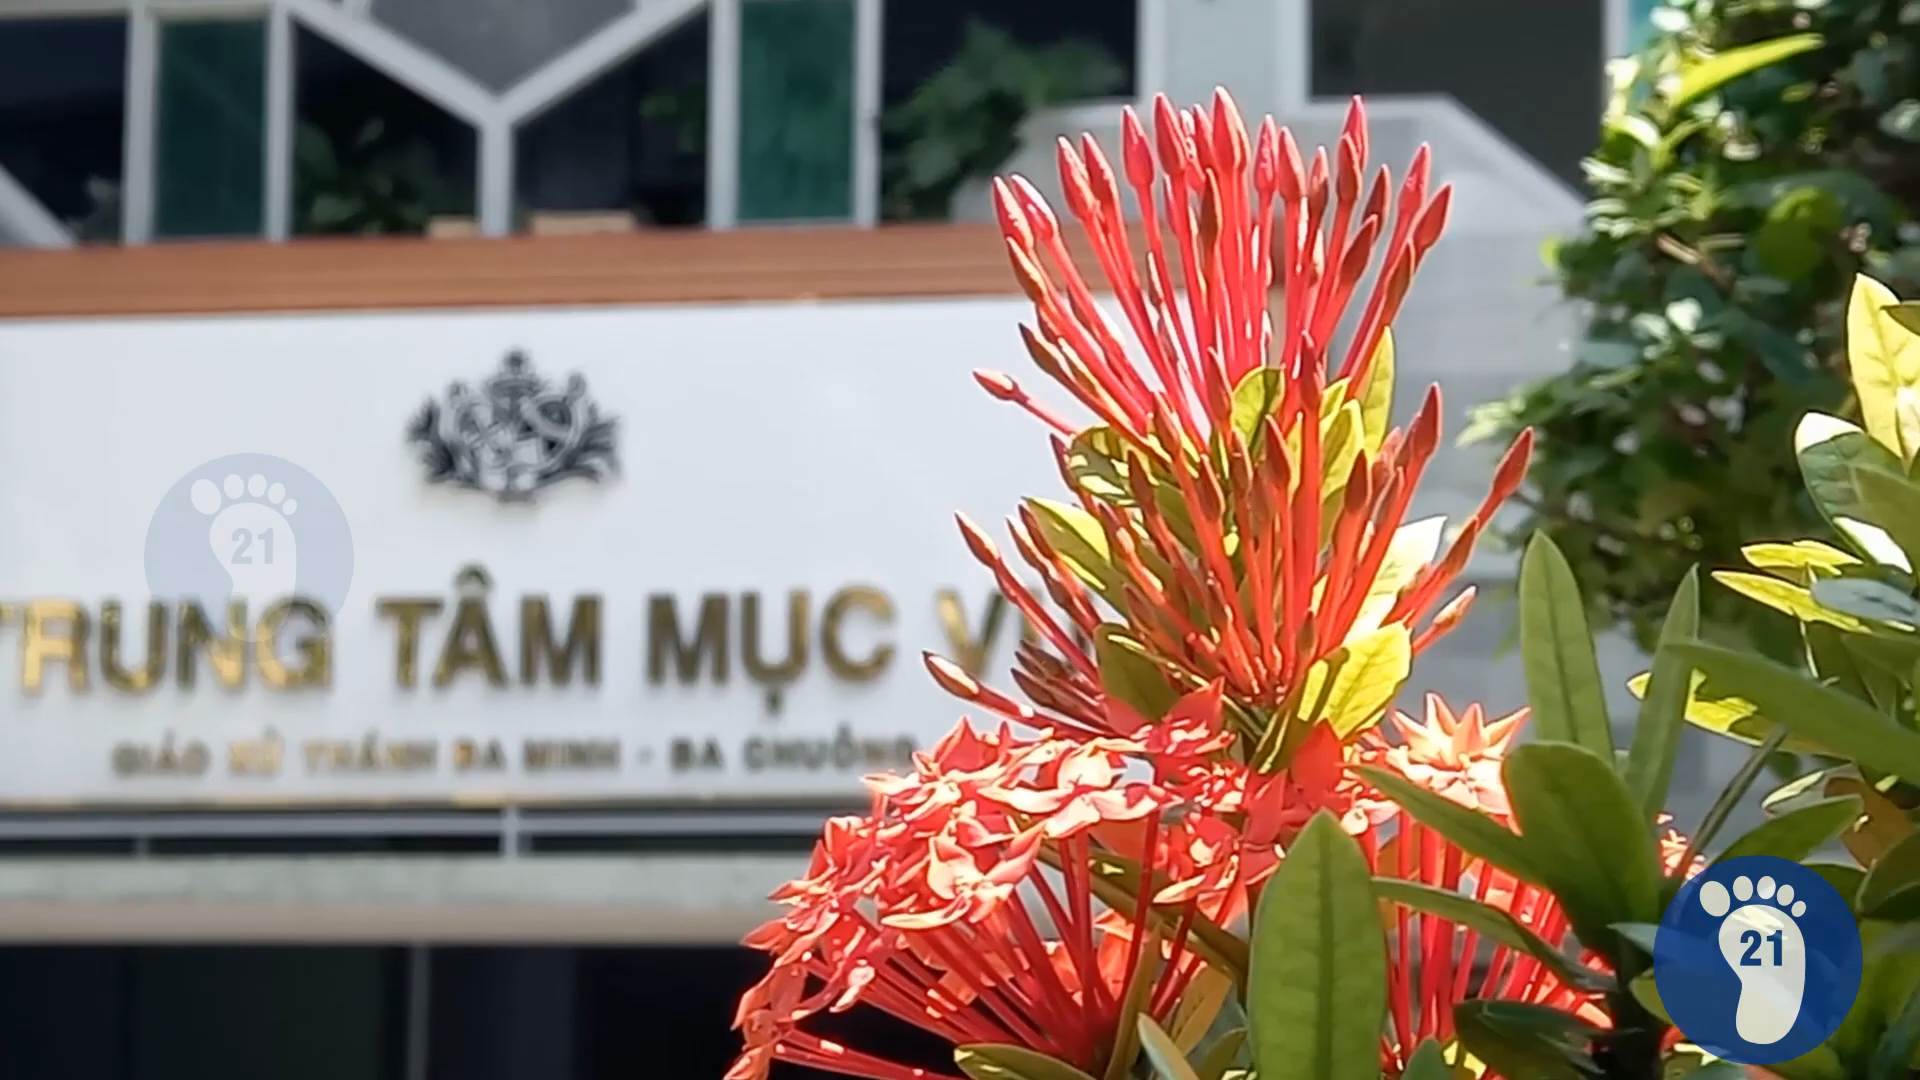 TRUNG TÂM MỤC V
GIÁO XỨ THÁNH ĐA MINH - BA CHUÔNG
21
21